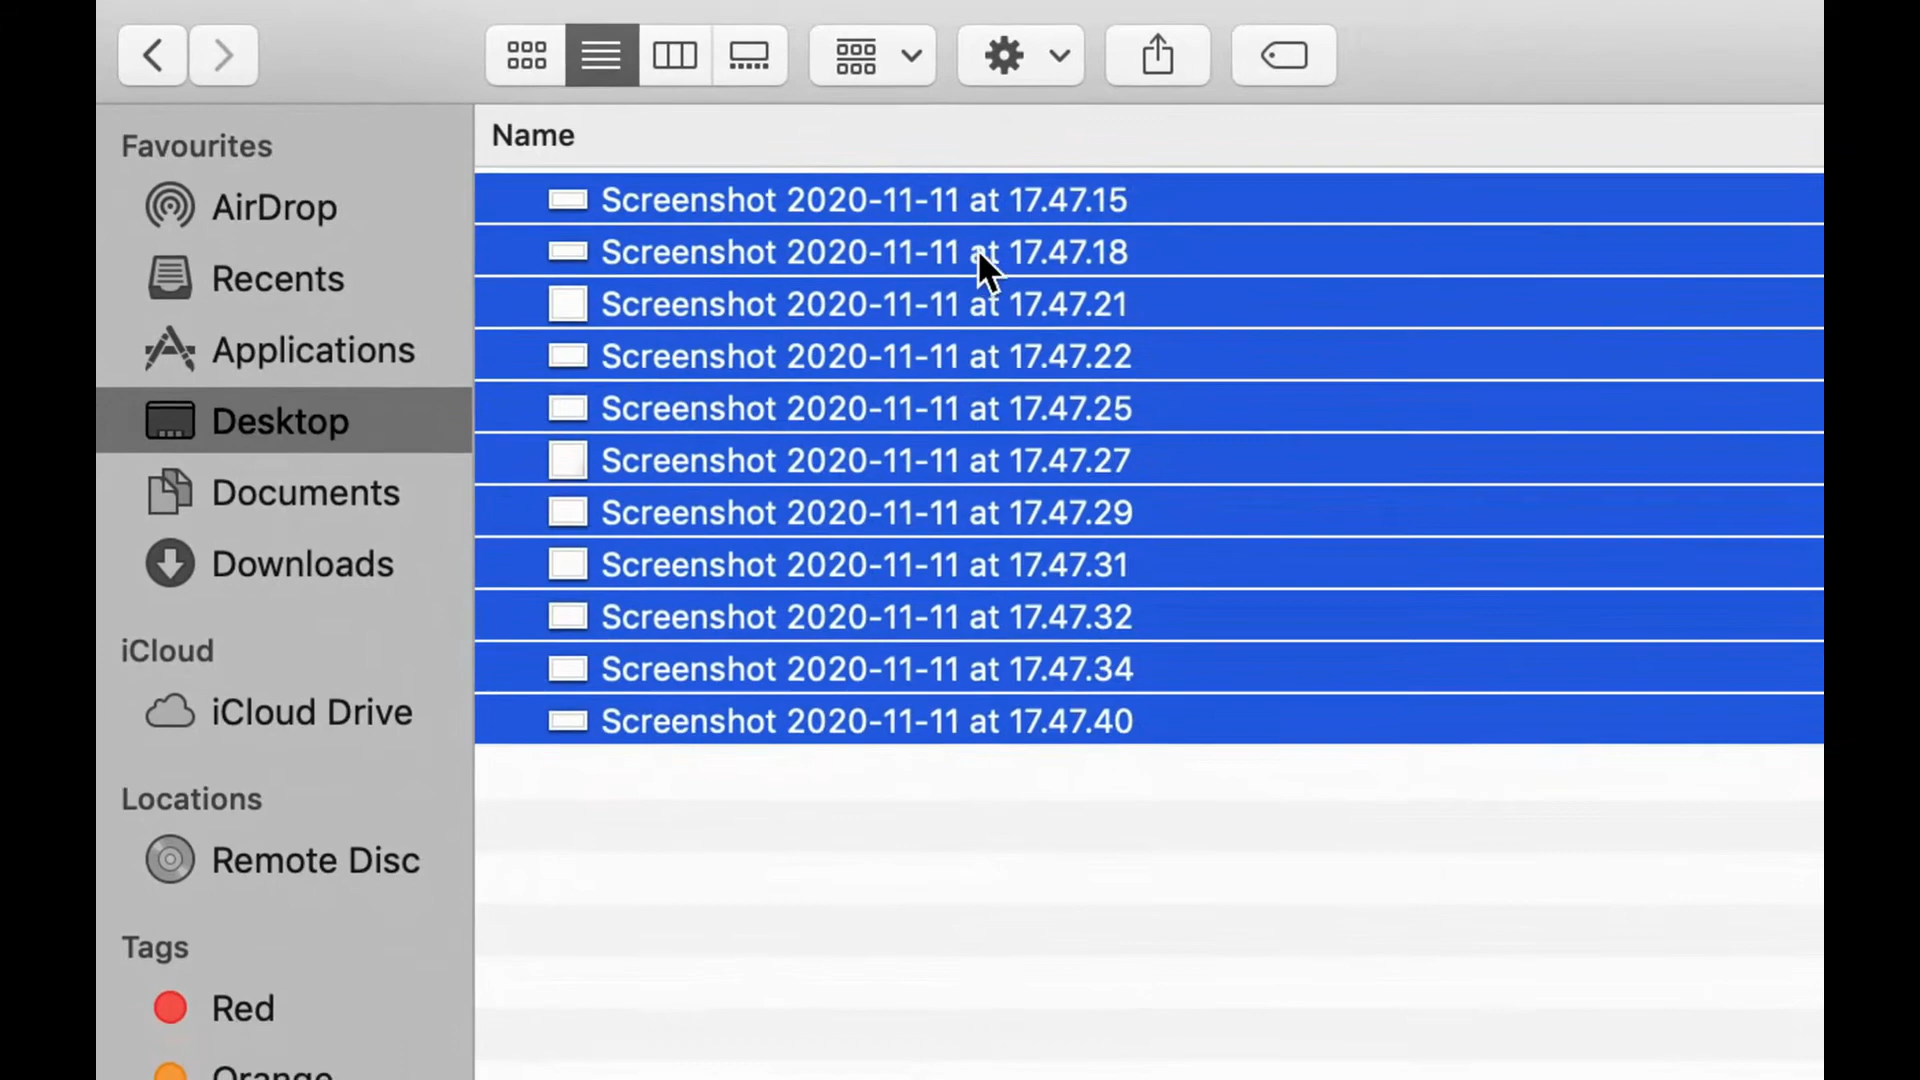 Favourites
AirDrop
Recents
Applications
Desktop
Documents
Downloads
iCloud
iCloud Drive
Locations
Remote Disc
Tags
Red
Orange
Name
Screenshot 2020-11-11 at 17.47.15
Screenshot 2020-11-11 at 17.47.18
Screenshot 2020-11-11 at 17.47.21
Screenshot 2020-11-11 at 17.47.22
Screenshot 2020-11-11 at 17.47.25
Screenshot 2020-11-11 at 17.47.27
Screenshot 2020-11-11 at 17.47.29
Screenshot 2020-11-11 at 17.47.31
Screenshot 2020-11-11 at 17.47.32
Screenshot 2020-11-11 at 17.47.34
Screenshot 2020-11-11 at 17.47.40